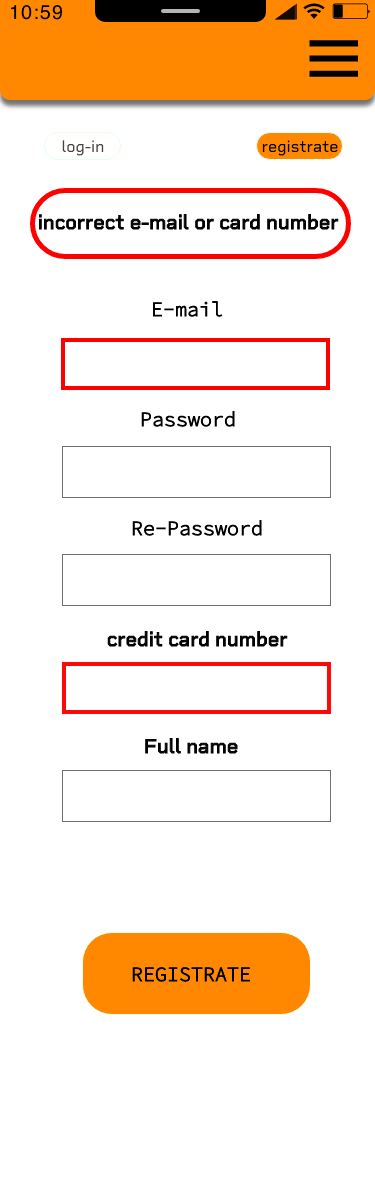 10:59
log-in
registrate
incorrect e-mail or card number
E-mail
Password
Re-Password
credit card number
Full name
REGISTRATE